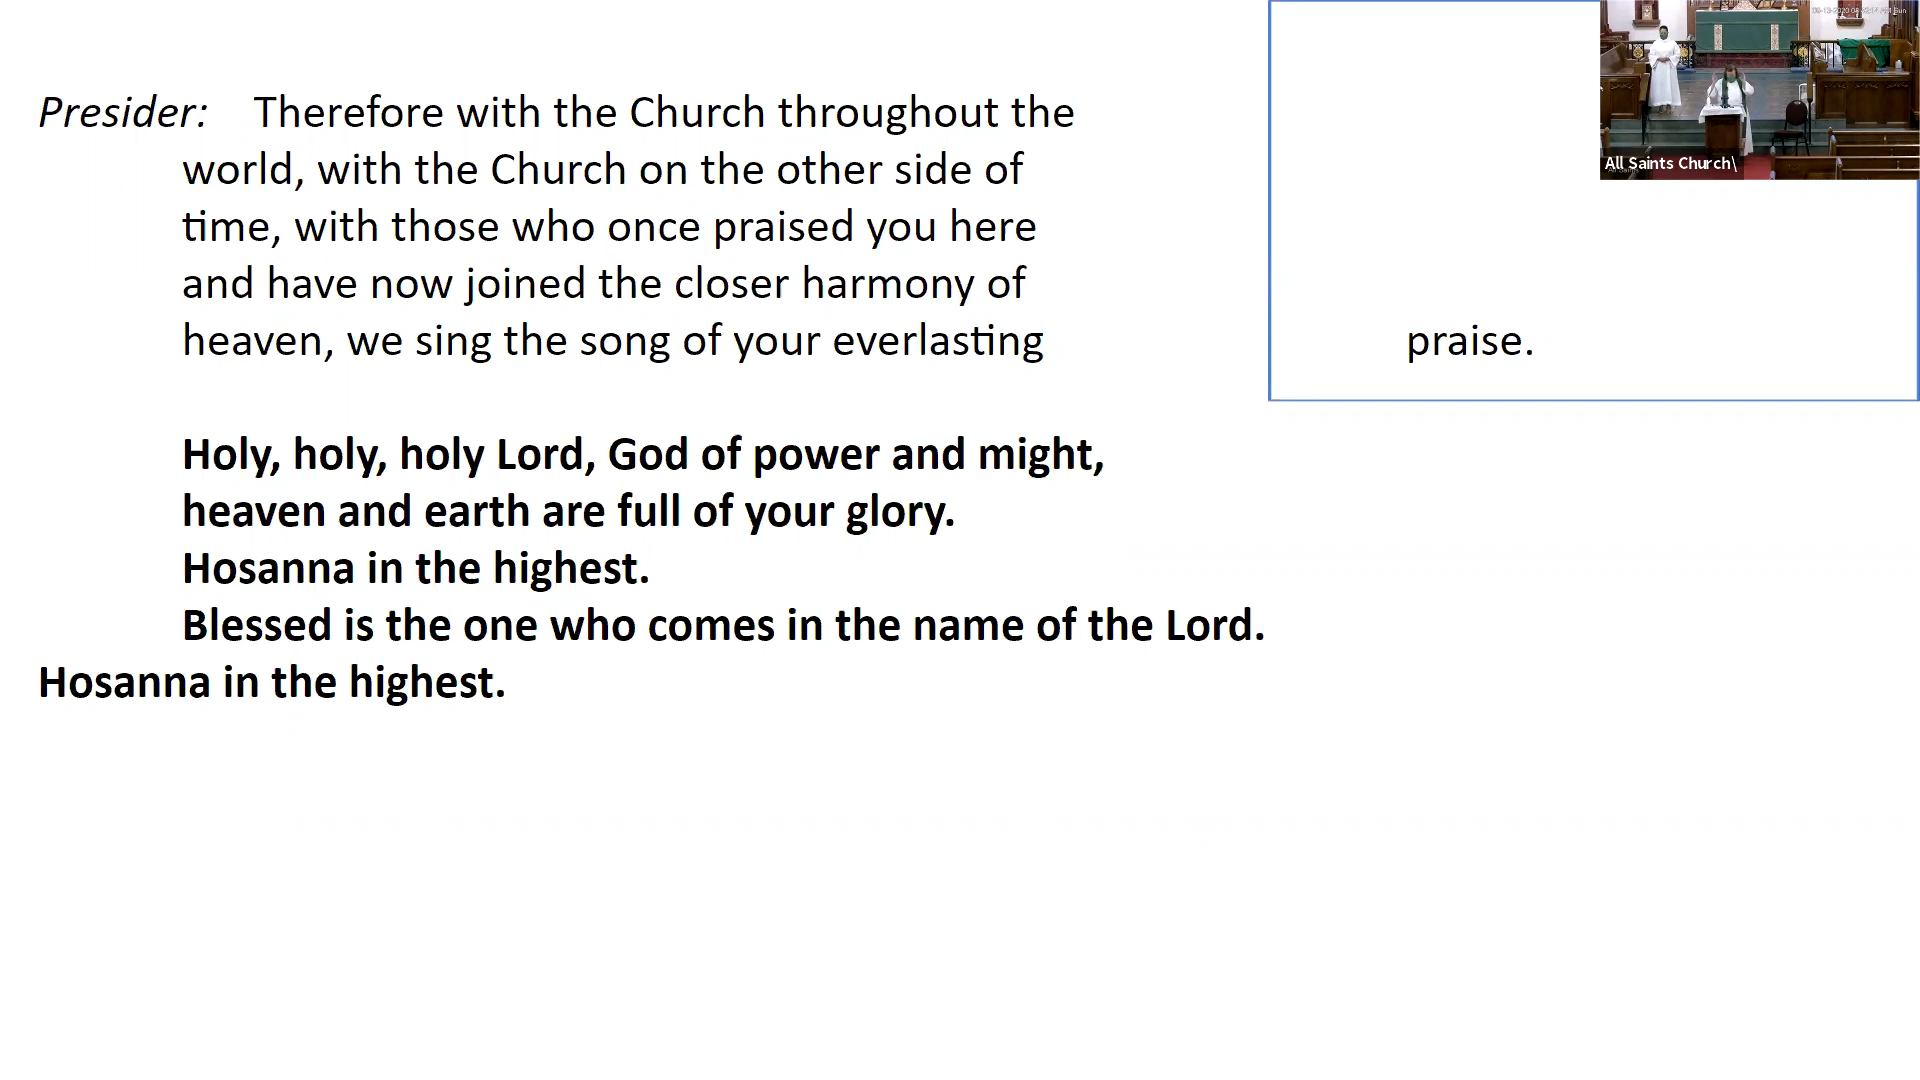 Presider: Therefore with the Church throughout the
world, with the Church on the other side of
time, with those who once praised you here
and have now joined the closer harmony of
heaven, we sing the song of your everlasting praise.
Holy, holy, holy Lord, God of power and might,
heaven and earth are full of your glory.
Hosanna in the highest.
Blessed is the one who comes in the name of the Lord.
Hosanna in the highest.
All Saints Church\